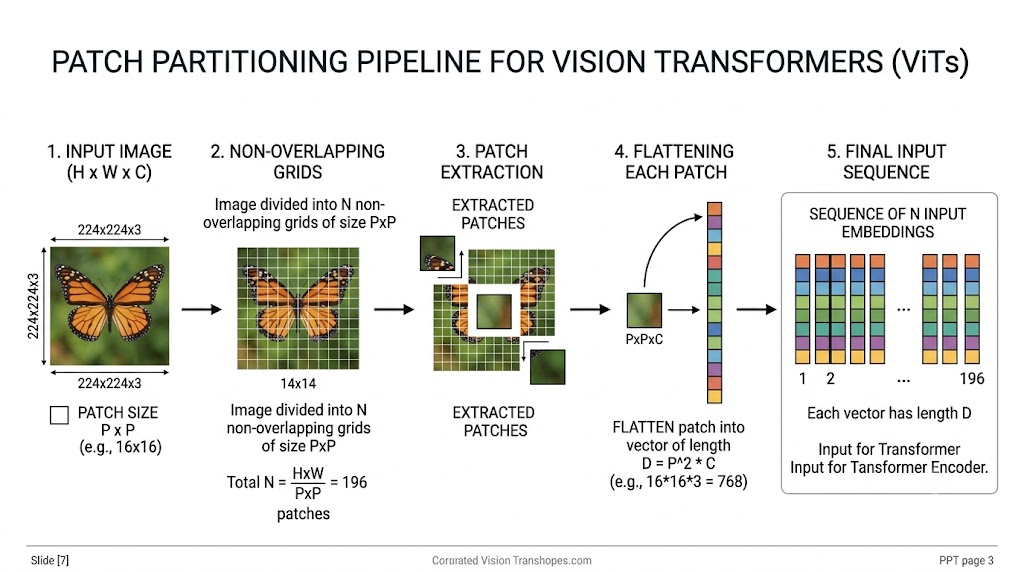 PATCH PARTITIONING PIPELINE FOR VISION TRANSFORMERS (ViTs)
1. INPUT IMAGE
(H x W x C)
224x224x3
224x224x3
224x224x3
PATCH SIZE
P x P
(e.g., 16x16)
2. NON-OVERLAPPING
GRIDS
Image divided into N non-
overlapping grids of size PxP
14x14
Image divided into N
non-overlapping grids
of size PxP
Total N = HxW/PxP = 196
patches
3. PATCH
EXTRACTION
EXTRACTED
PATCHES
EXTRACTED
PATCHES
4. FLATTENING
EACH PATCH
PxPxC
FLATTEN patch into
vector of length
D = P^2 * C
(e.g., 16*16*3 = 768)
5. FINAL INPUT
SEQUENCE
SEQUENCE OF N INPUT
EMBEDDINGS
...
1 2 ... 196
Each vector has length D
Input for Transformer
Input for Tansformer Encoder.
Slide [7]
Corurated Vision Transhopes.com
PPT page 3